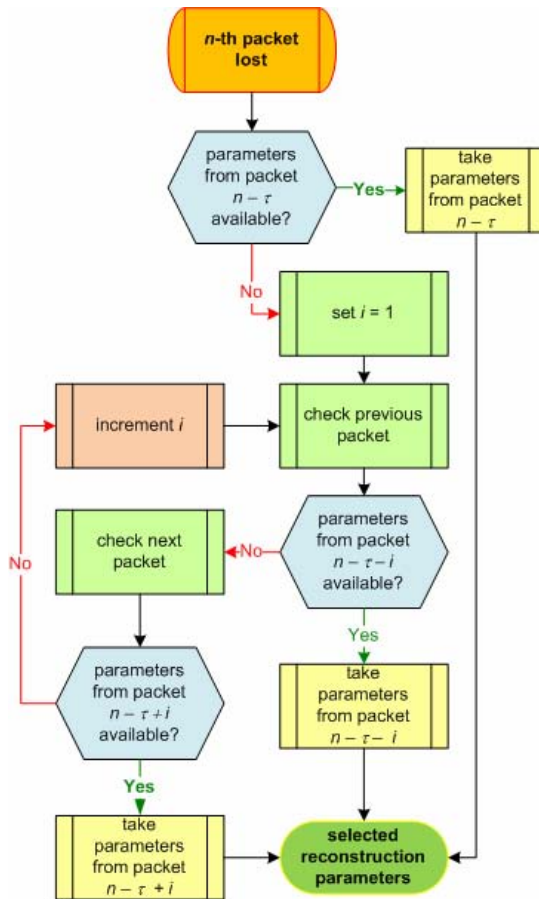 n-th packet
lost
parameters
from packet
n – τ
available?
Yes
take
parameters
from packet
n – τ
No
set i = 1
increment i
check previous
packet
No
check next
packet
No
parameters
from packet
n – τ – i
available?
Yes
parameters
from packet
n – τ +i
available?
take
parameters
from packet
n – τ – i
Yes
take
parameters
from packet
n – τ + i
selected
reconstruction
parameters